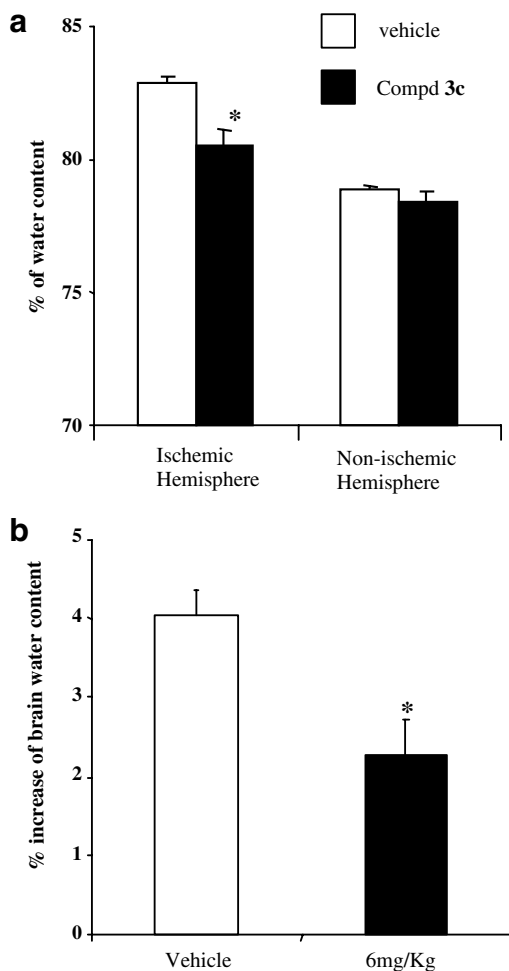 a
85
80
75
70
% of water content
vehicle
Compd 3c
*
Ischemic
Hemisphere
Non-ischemic
Hemisphere
b
5
4
3
2
1
0
% increase of brain water content
*
Vehicle
6mg/Kg